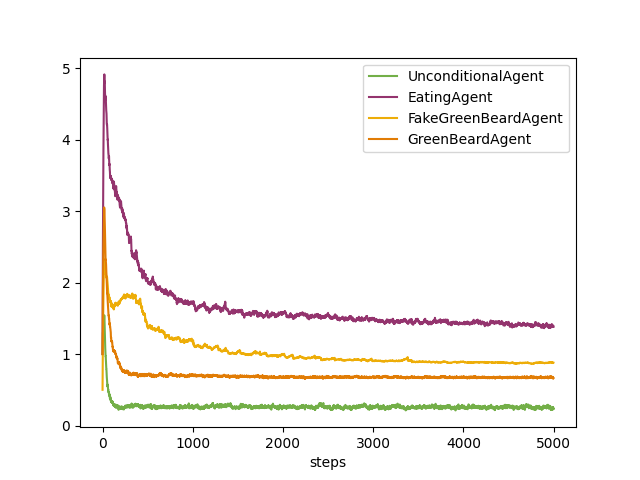 5
4
3
2
1
0
0 1000 2000 3000 4000 5000
steps
UnconditionalAgent
EatingAgent
FakeGreenBeardAgent
GreenBeardAgent